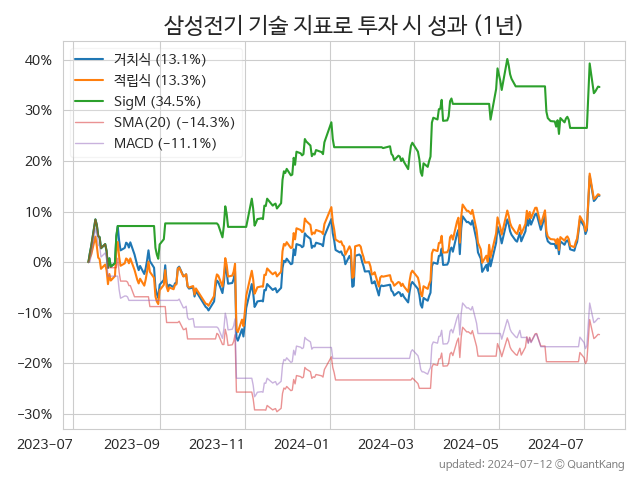 삼성전기 기술 지표로 투자 시 성과 (1년)
거치식 (13.1%)
적립식 (13.3%)
SigM (34.5%)
SMA(20) (−14.3%)
MACD (−11.1%)
40%
30%
20%
10%
0%
−10%
−20%
−30%
2023-07 2023-09 2023-11 2024-01 2024-03 2024-05 2024-07
updated: 2024-07-12 © QuantKang